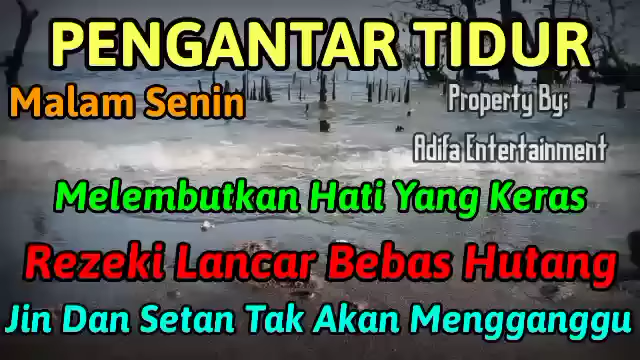 PENGANTAR TIDUR
Malam Senin
Property By:
Adifa Entertainment
Melembutkan Hati Yang Keras
Rezeki Lancar Bebas Hutang
Jin Dan Setan Tak Akan Mengganggu